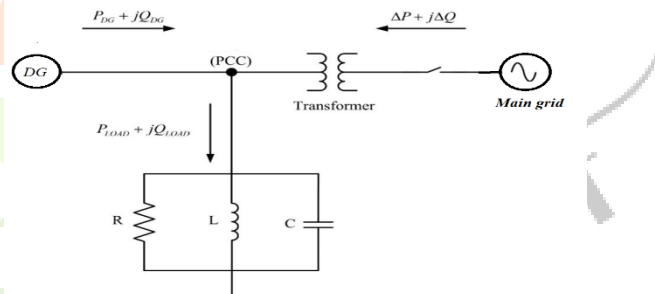 P_DG + jQ_DG
ΔP + jΔQ
DG
(PCC)
Transformer
Main grid
P_LOAD + jQ_LOAD
R
L
C